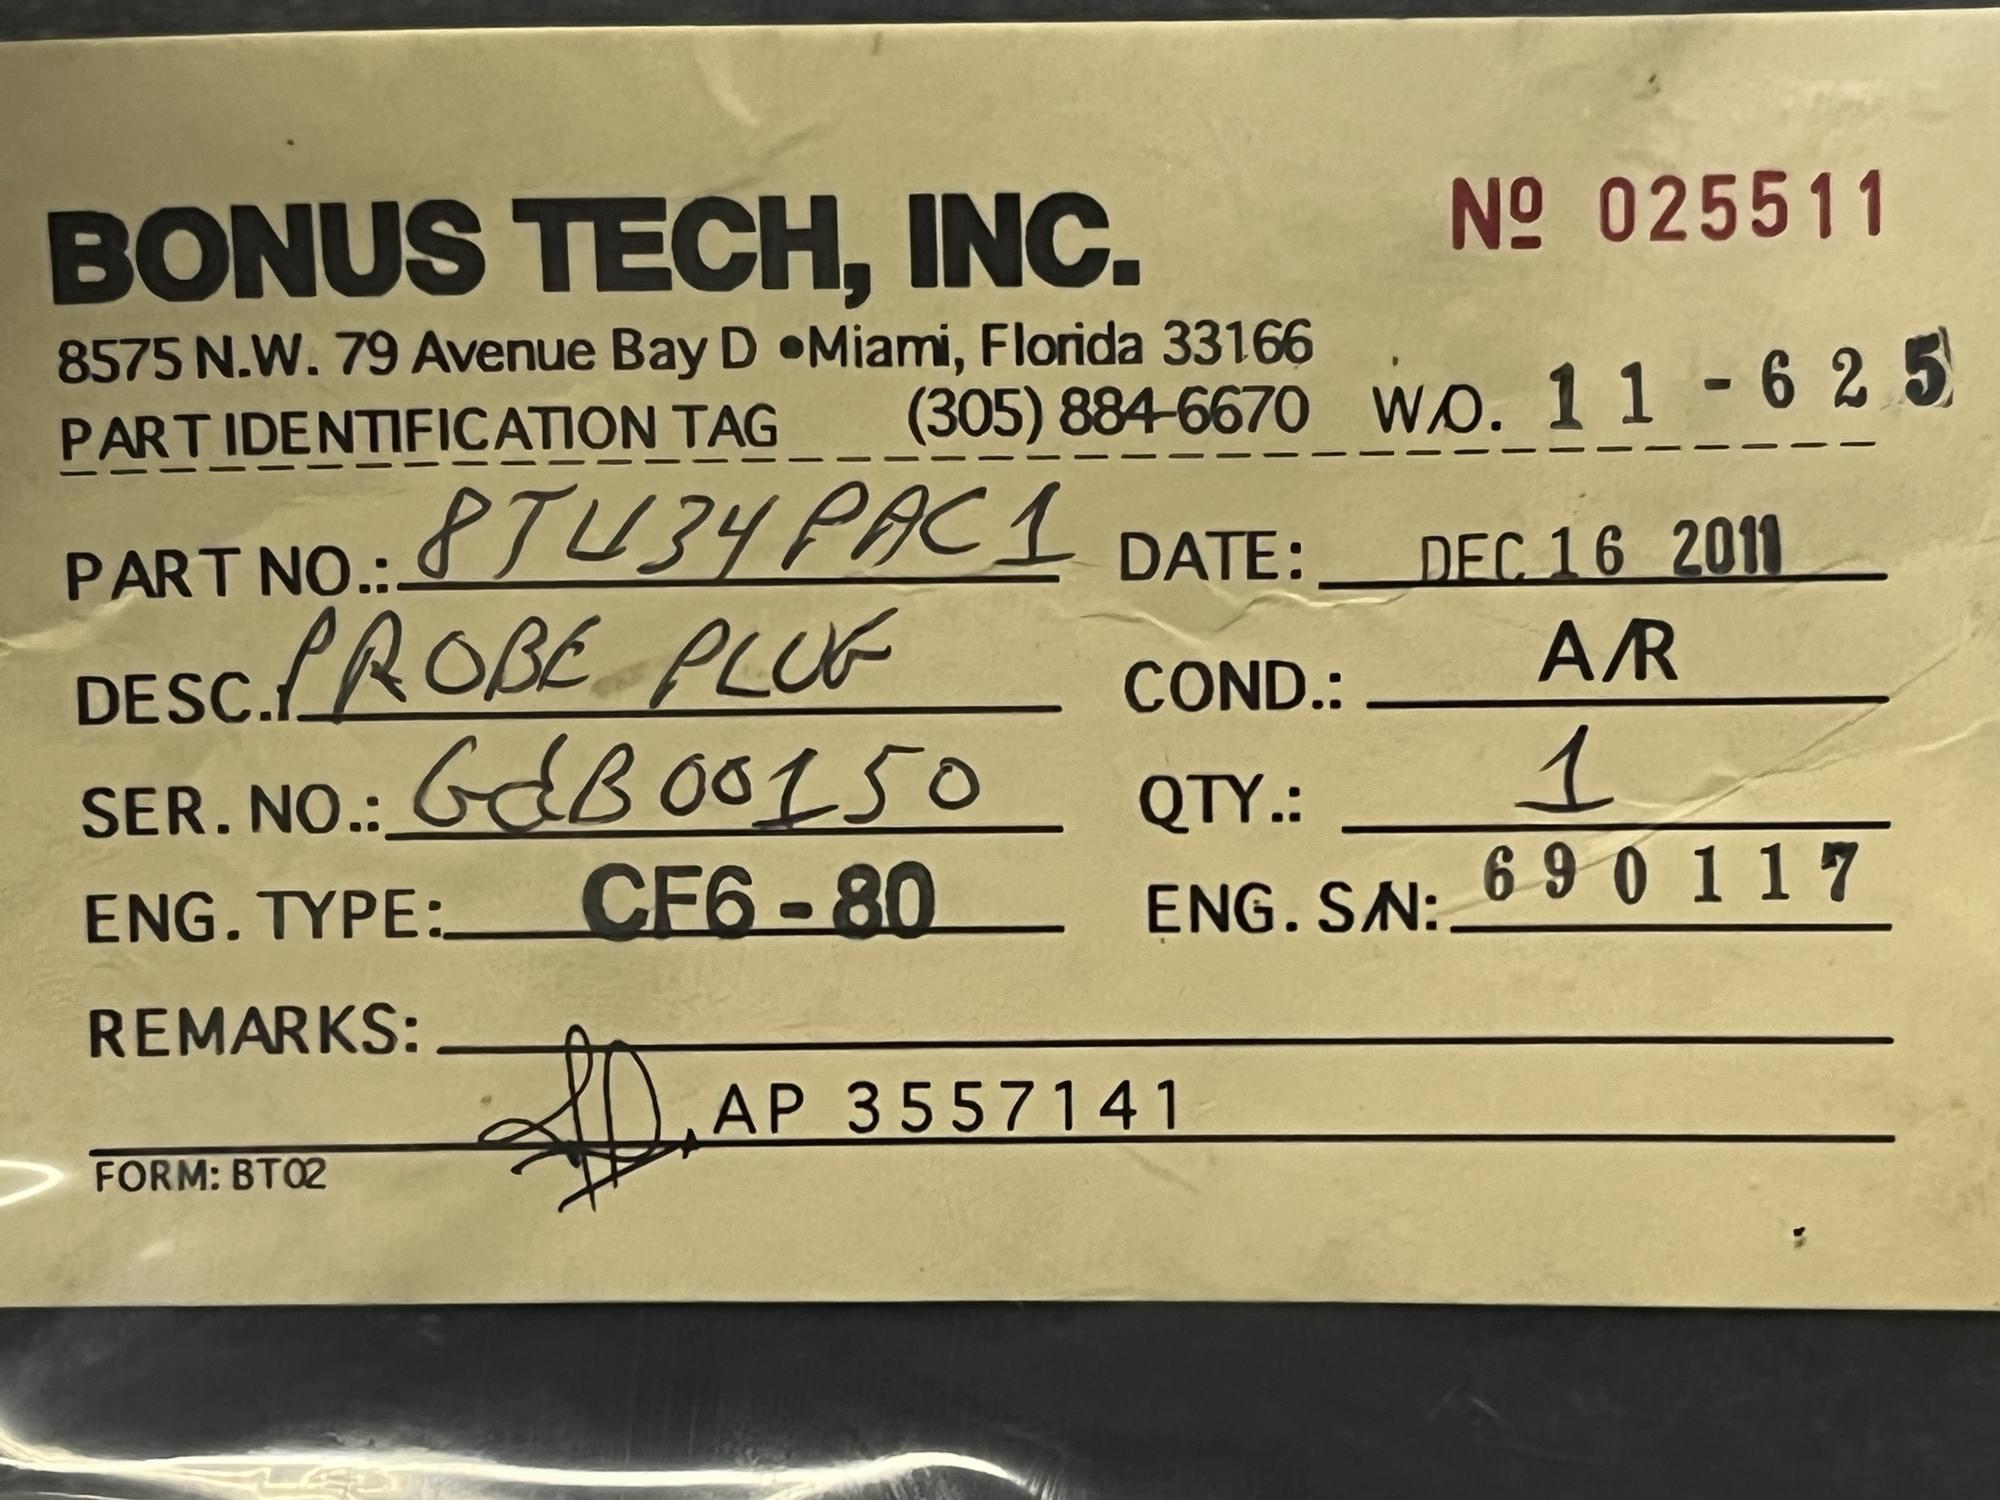 BONUS TECH, INC. Nº 025511
8575 N.W. 79 Avenue Bay D •Miami, Florida 33166
PART IDENTIFICATION TAG (305) 884-6670 W/O. 11-625
PART NO.: 8TU34PAC1 DATE: DEC 16 2011
DESC.: PROBE PLUG COND.: A/R
SER. NO.: GdB00150 QTY.: 1
ENG. TYPE: CF6-80 ENG. S/N: 690117
REMARKS:
AP 3557141
FORM: BT02